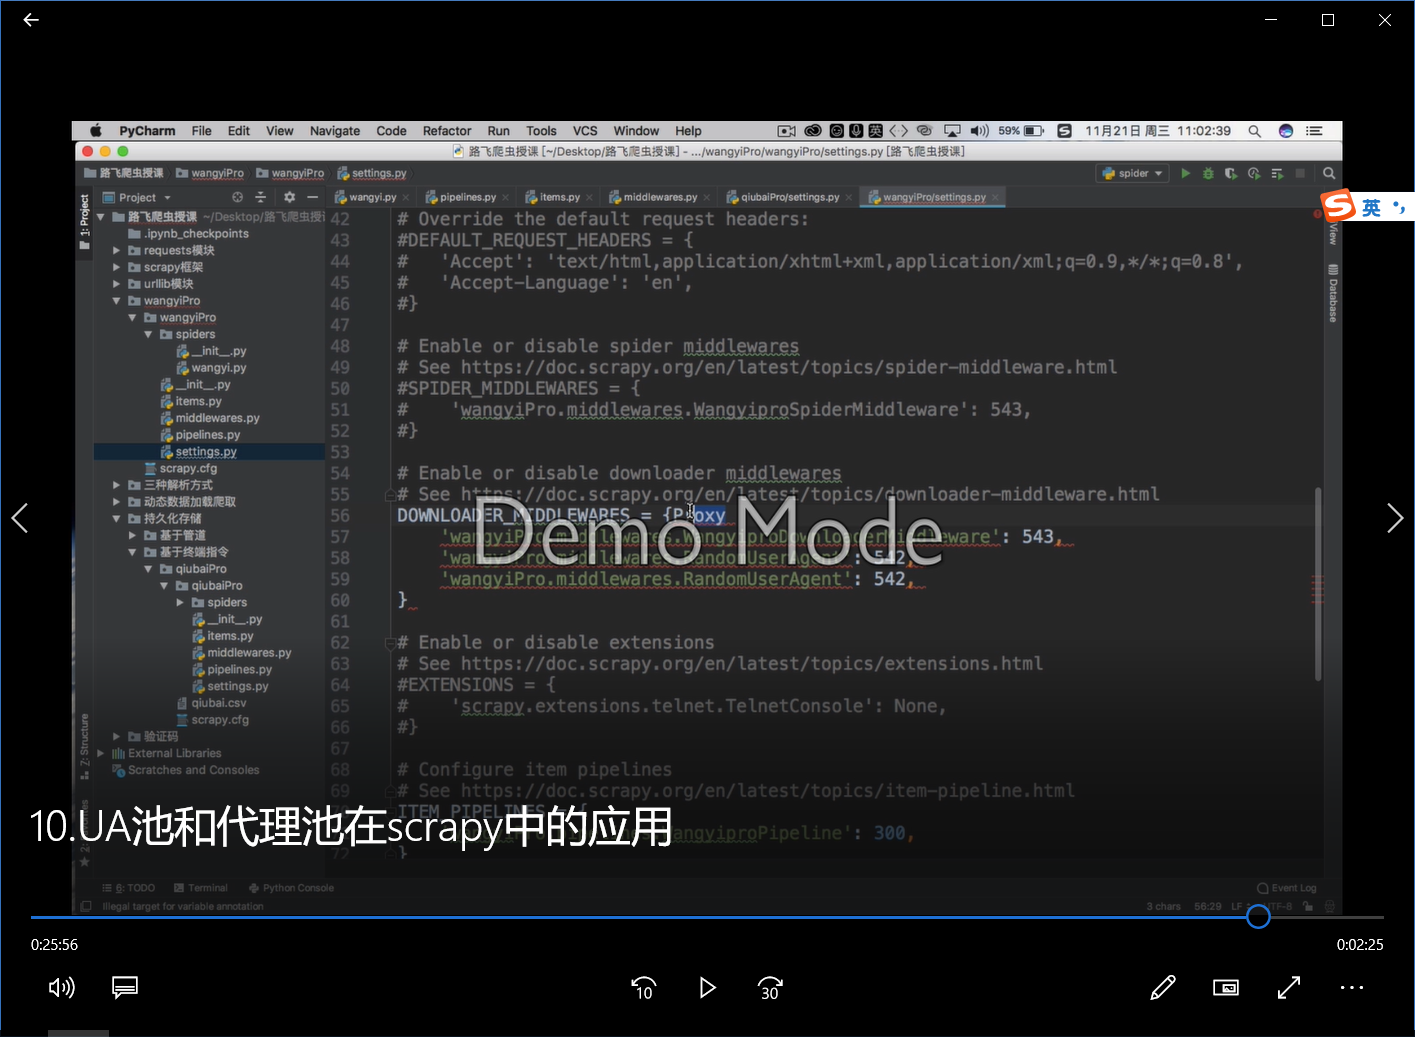 PyCharm File Edit View Navigate Code Refactor Run Tools VCS Window Help 英 59% 11月21日 周三 11:02:39
路飞爬虫授课 [~/Desktop/路飞爬虫授课] - .../wangyiPro/wangyiPro/settings.py [路飞爬虫授课]
路飞爬虫授课 wangyiPro wangyiPro settings.py spider
英
Project wangyi.py pipelines.py items.py middlewares.py qiubaiPro/settings.py wangyiPro/settings.py
1: Project
View
Database
Z: Structure
路飞爬虫授课 ~/Desktop/路飞爬虫授课
.ipynb_checkpoints
requests模块
scrapy框架
urllib模块
wangyiPro
wangyiPro
spiders
__init__.py
wangyi.py
__init__.py
items.py
middlewares.py
pipelines.py
settings.py
scrapy.cfg
三种解析方式
动态数据加载爬取
持久化存储
基于管道
基于终端指令
qiubaiPro
qiubaiPro
spiders
__init__.py
items.py
middlewares.py
pipelines.py
settings.py
qiubai.csv
scrapy.cfg
验证码
External Libraries
Scratches and Consoles
42 # Override the default request headers:
43 #DEFAULT_REQUEST_HEADERS = {
44 #   'Accept': 'text/html,application/xhtml+xml,application/xml;q=0.9,*/*;q=0.8',
45 #   'Accept-Language': 'en',
46 #}
47
48 # Enable or disable spider middlewares
49 # See https://doc.scrapy.org/en/latest/topics/spider-middleware.html
50 #SPIDER_MIDDLEWARES = {
51 #    'wangyiPro.middlewares.WangyiproSpiderMiddleware': 543,
52 #}
53
54 # Enable or disable downloader middlewares
55 # See https://doc.scrapy.org/en/latest/topics/downloader-middleware.html
56 DOWNLOADER_MIDDLEWARES = {Proxy
57     'wangyiPro.middlewares.WangyiproDownloaderMiddleware': 543,
58     'wangyiPro.middlewares.RandomUserAgent': 542,
59     'wangyiPro.middlewares.RandomUserAgent': 542,
60 }
61
62 # Enable or disable extensions
63 # See https://doc.scrapy.org/en/latest/topics/extensions.html
64 #EXTENSIONS = {
65 #    'scrapy.extensions.telnet.TelnetConsole': None,
66 #}
67
68 # Configure item pipelines
69 # See https://doc.scrapy.org/en/latest/topics/item-pipeline.html
ITEM_PIPELINES = {
WangyiproPipeline': 300,
72 }
Demo Mode
10.UA池和代理池在scrapy中的应用
6: TODO Terminal Python Console Event Log
Illegal target for variable annotation 3 chars 56:29 LF UTF-8
0:25:56 0:02:25
10 30